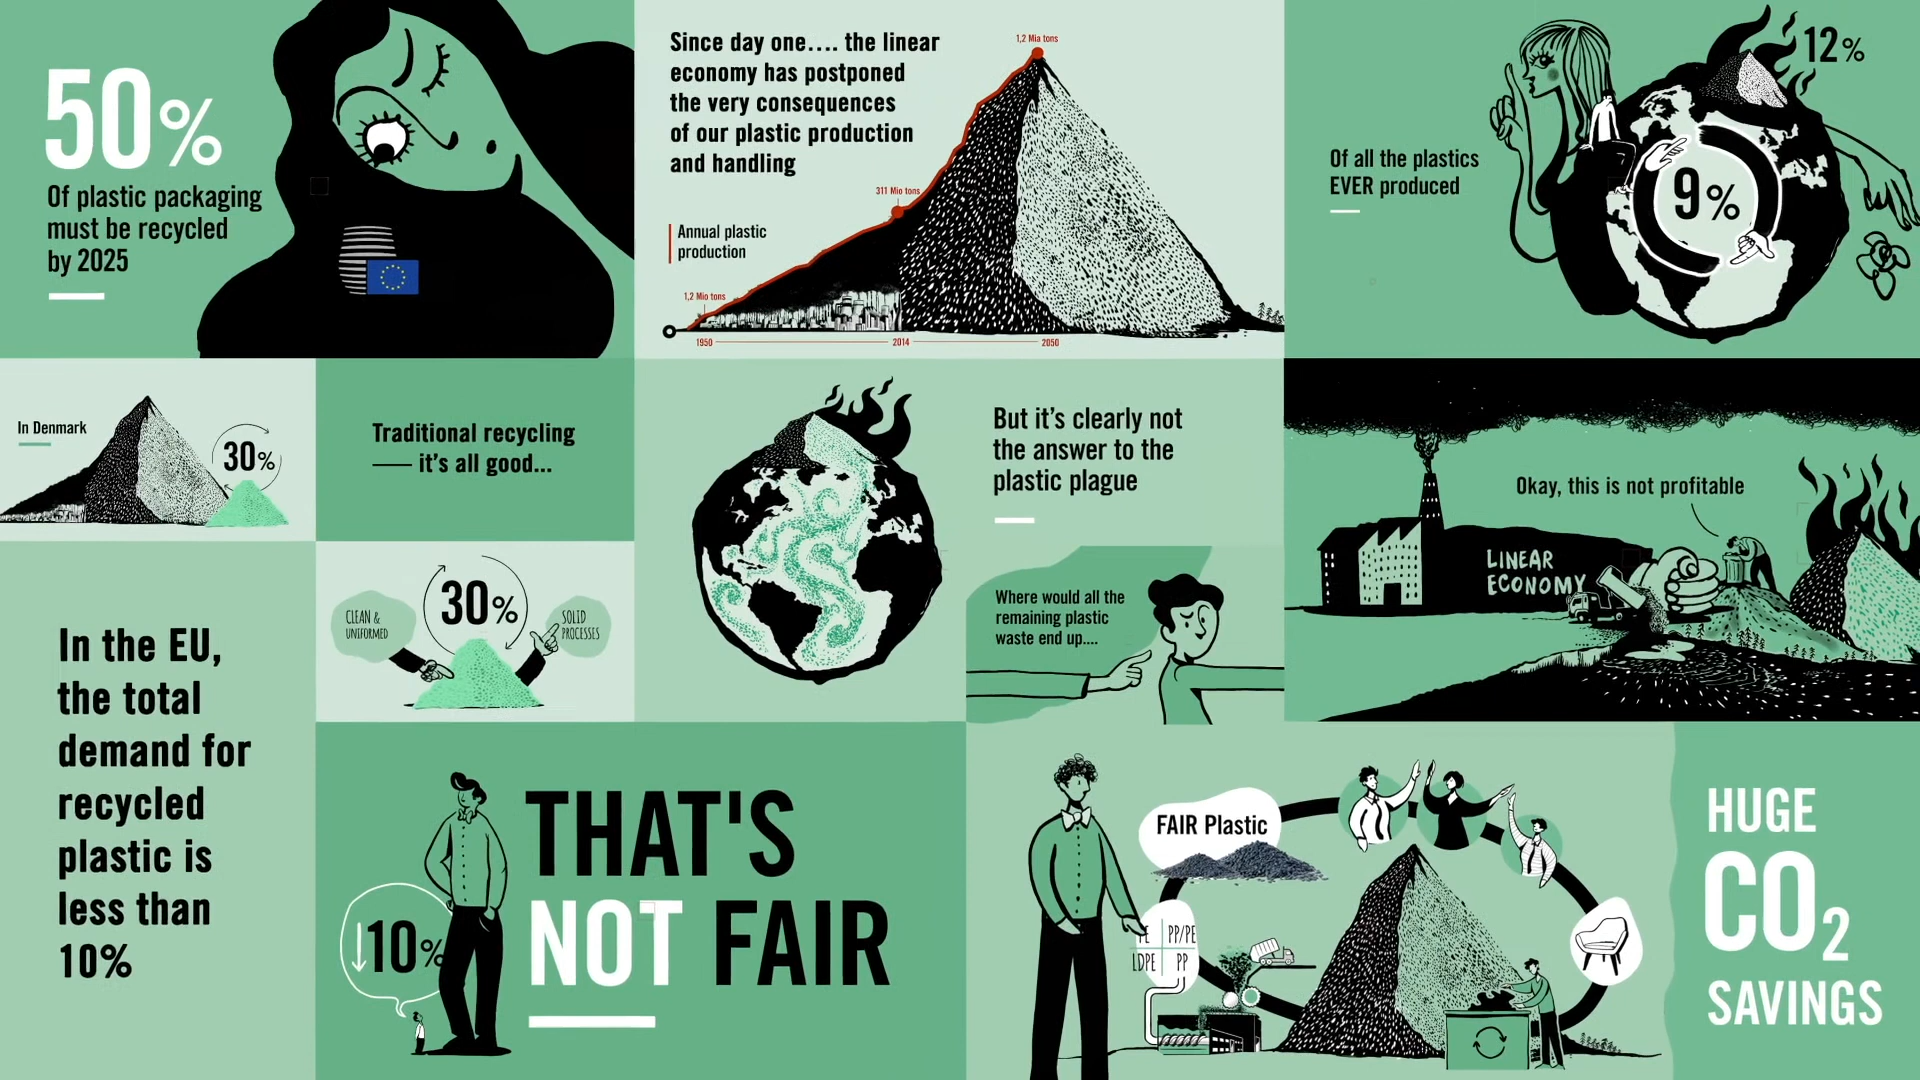 50%
Of plastic packaging
must be recycled
by 2025
Since day one.... the linear
economy has postponed
the very consequences
of our plastic production
and handling
1,2 Mia tons
311 Mio tons
Annual plastic
production
1,2 Mio tons
1950
2014
2050
12%
Of all the plastics
EVER produced
9%
In Denmark
30%
Traditional recycling
— it's all good...
But it's clearly not
the answer to the
plastic plague
Okay, this is not profitable
LINEAR
ECONOMY
In the EU,
the total
demand for
recycled
plastic is
less than
10%
30%
CLEAN &
UNIFORMED
SOLID
PROCESSES
Where would all the
remaining plastic
waste end up....
↓10%
THAT'S
NOT FAIR
FAIR Plastic
PP/PE
LDPE
PP
HUGE
CO₂
SAVINGS